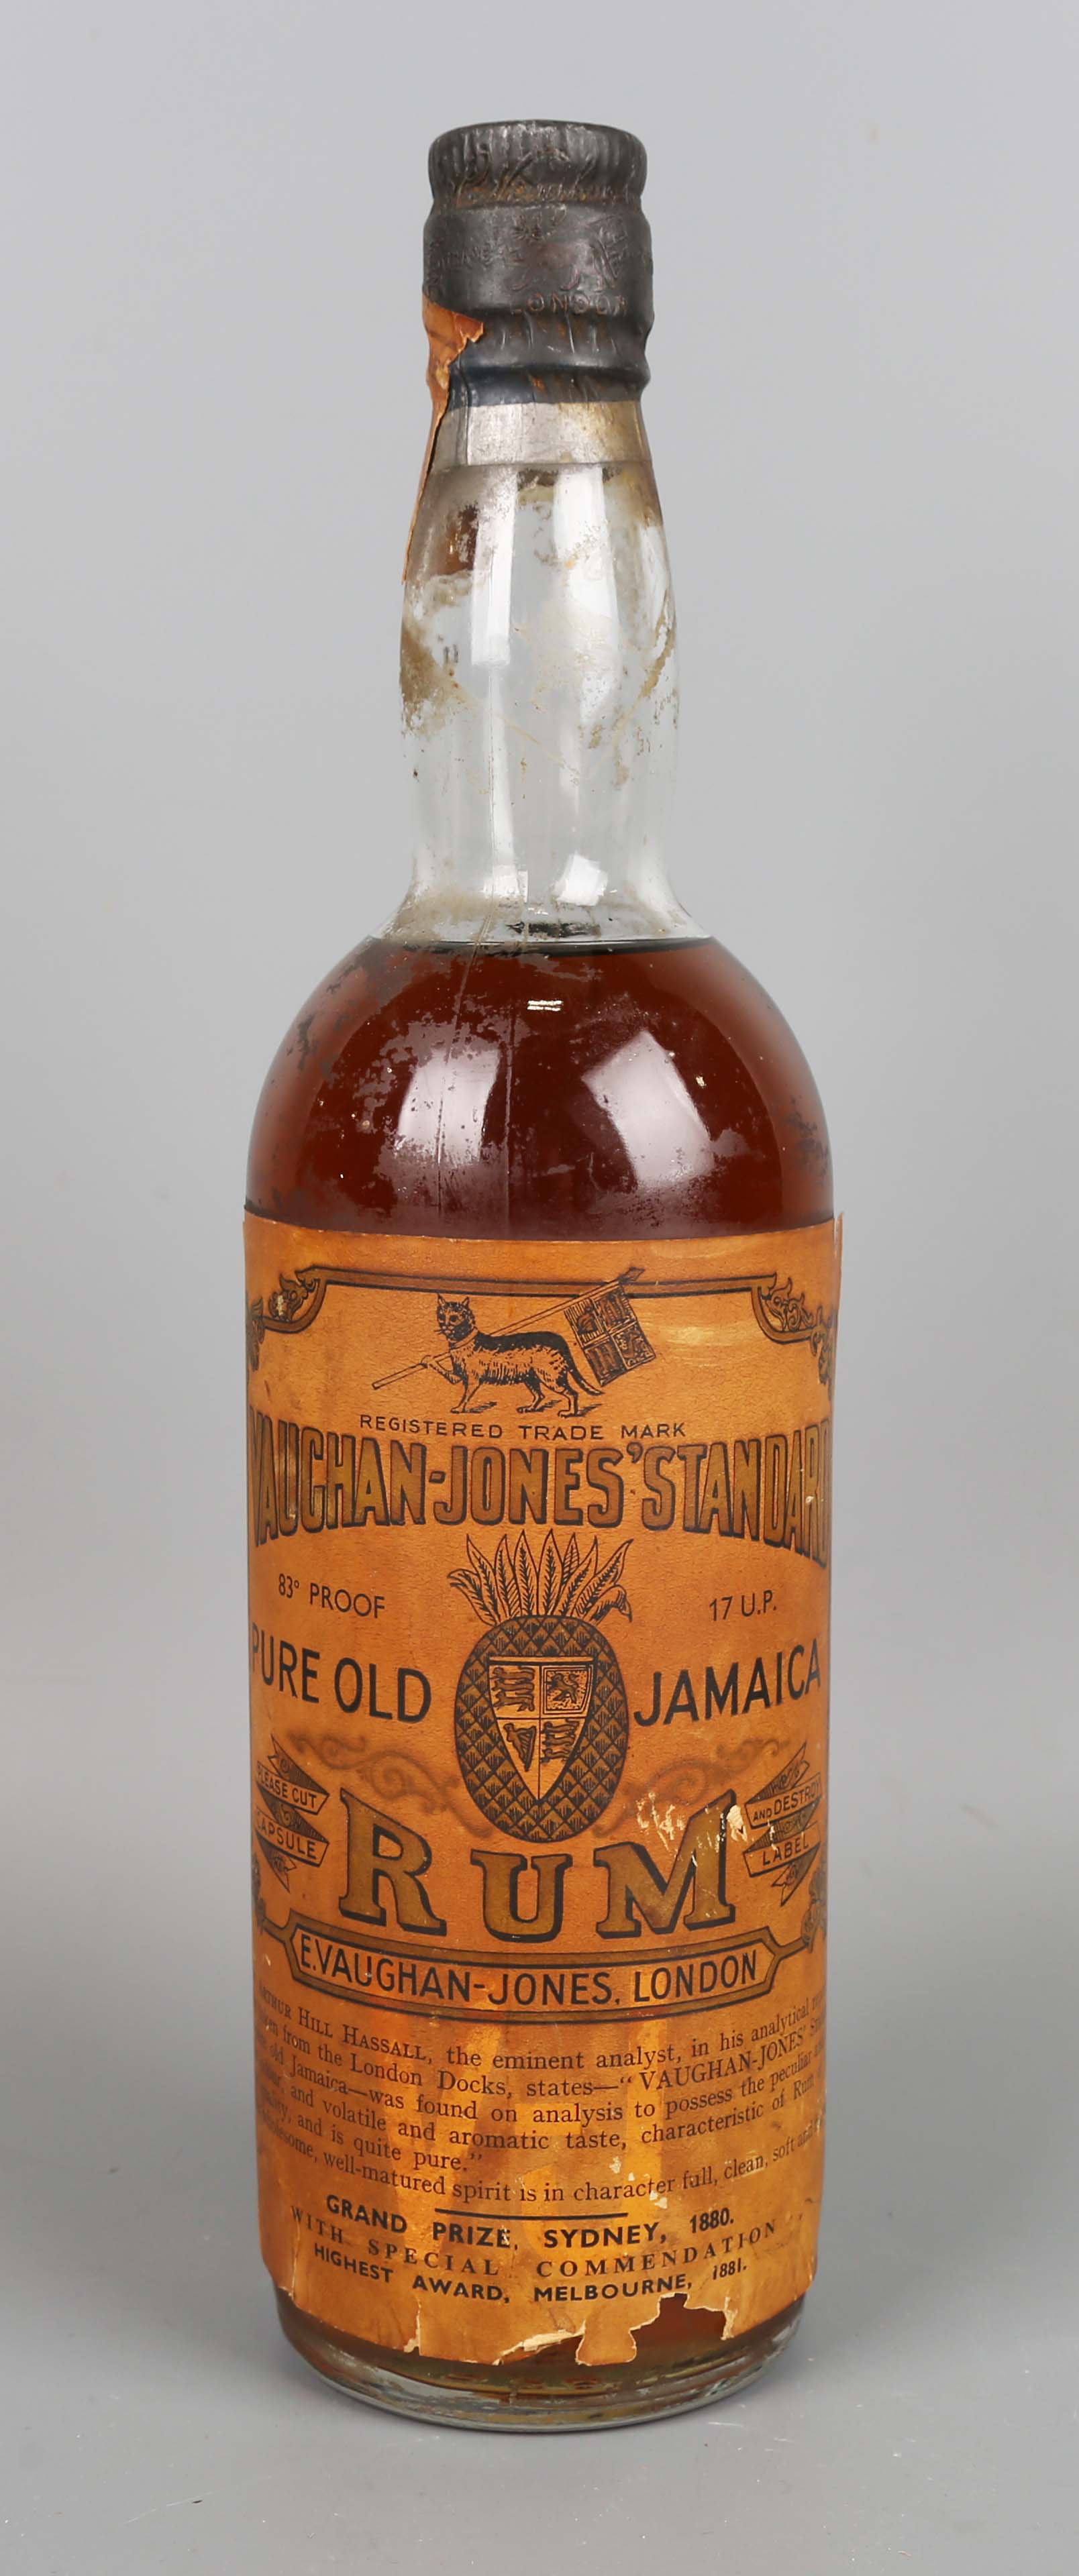 LONDON
REGISTERED TRADE MARK
VAUGHAN-JONES' STANDARD
83° PROOF
17 U.P.
PURE OLD JAMAICA
PLEASE CUT
CAPSULE
AND DESTROY
LABEL
RUM
E. VAUGHAN-JONES, LONDON
ARTHUR HILL HASSALL, the eminent analyst, in his analytical
from the London Docks, states—"VAUGHAN-JONES'
old Jamaica—was found on analysis to possess the peculiar
and volatile and aromatic taste, characteristic of Rum
and is quite pure."
well-matured spirit is in character full, clean, soft and
GRAND PRIZE, SYDNEY, 1880.
WITH SPECIAL COMMENDATION
HIGHEST AWARD, MELBOURNE, 1881.